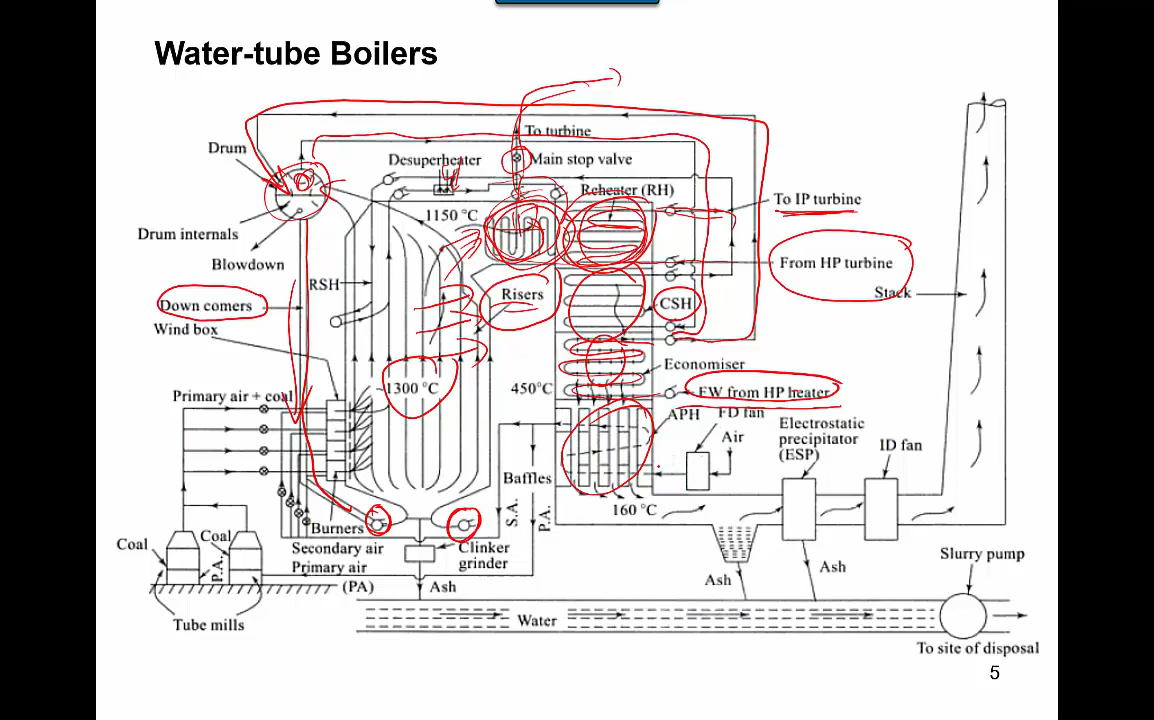 Water-tube Boilers
To turbine
Drum
Desuperheater
Main stop valve
Reheater (RH)
To IP turbine
1150 °C
Drum internals
Blowdown
From HP turbine
RSH
Risers
CSH
Stack
Down comers
Wind box
Economiser
~1300 °C
450°C
FW from HP heater
Primary air + coal
APH
FD fan
Electrostatic
precipitator
(ESP)
Air
ID fan
Baffles
S.A.
P.A.
160 °C
Burners
Coal
Coal
P.A.
Secondary air
Primary air
(PA)
Clinker
grinder
Ash
Ash
Ash
Slurry pump
Tube mills
Water
To site of disposal
5